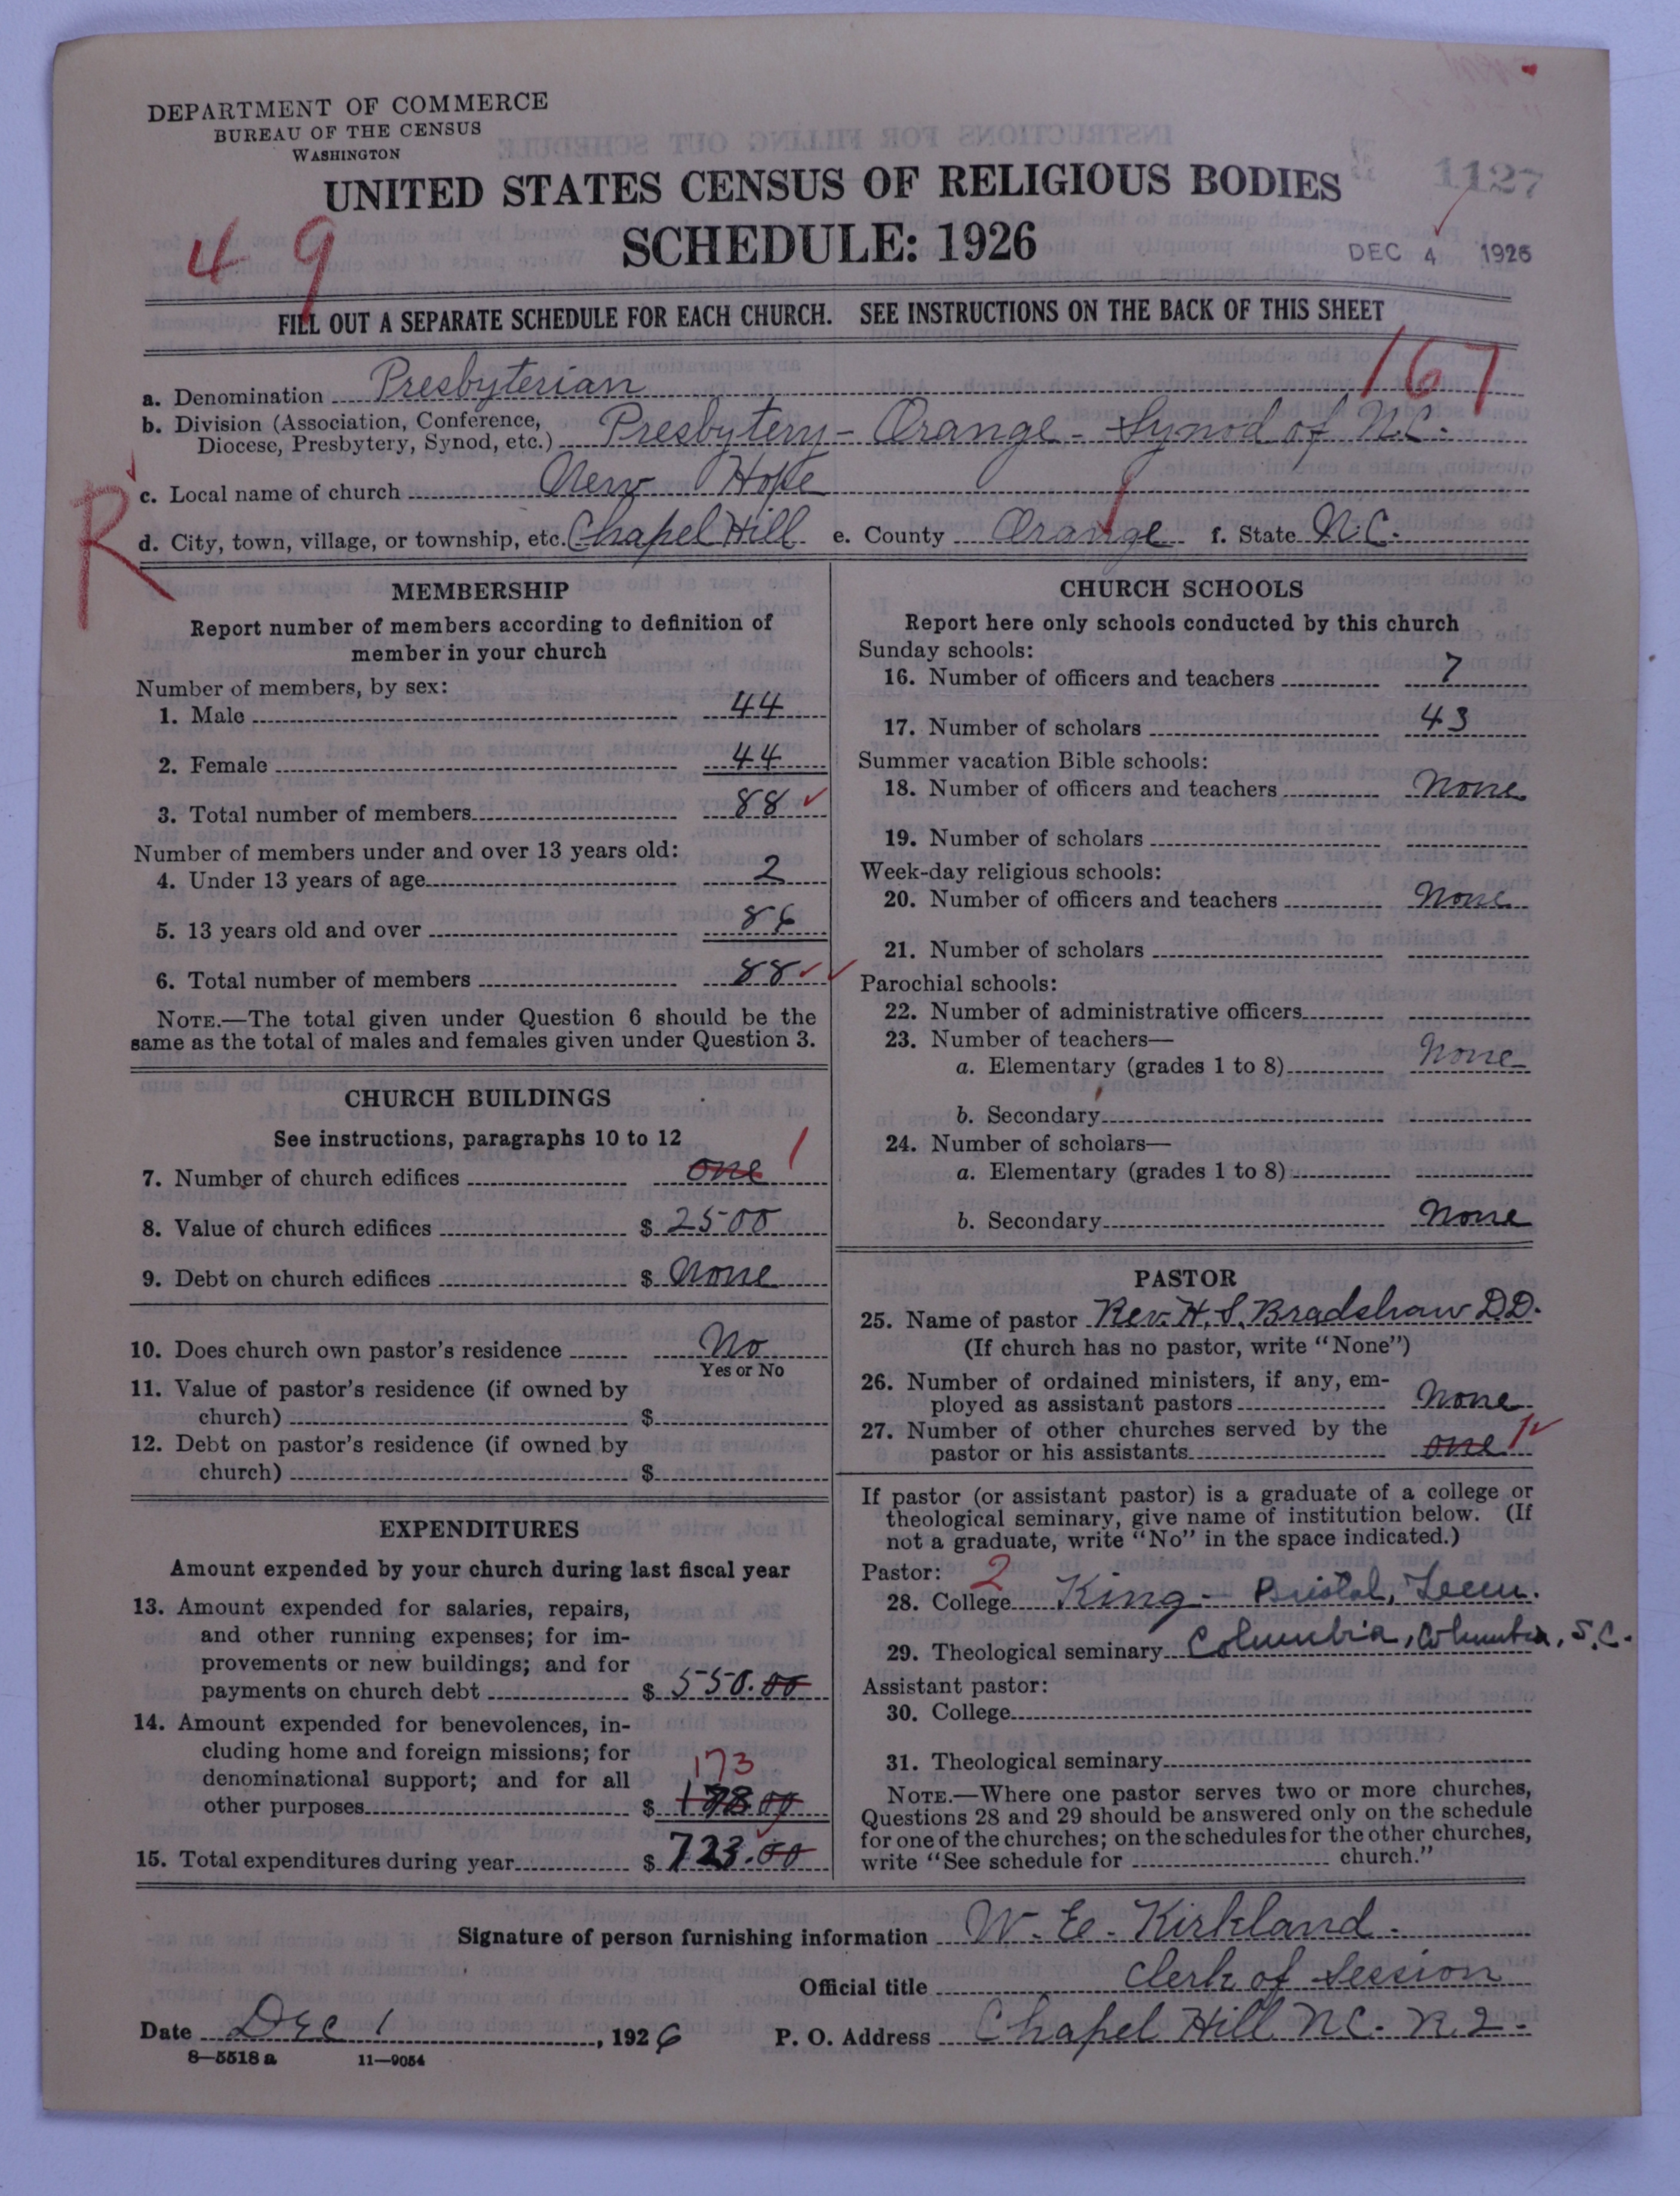 DEPARTMENT OF COMMERCE
BUREAU OF THE CENSUS
WASHINGTON
1127
UNITED STATES CENSUS OF RELIGIOUS BODIES
SCHEDULE: 1926
49
DEC 4 1926
FILL OUT A SEPARATE SCHEDULE FOR EACH CHURCH. SEE INSTRUCTIONS ON THE BACK OF THIS SHEET
167
a. Denomination Presbyterian
b. Division (Association, Conference,
Diocese, Presbytery, Synod, etc.) Presbytery - Orange - Synod of N.C.
R
c. Local name of church New Hope
d. City, town, village, or township, etc. Chapel Hill e. County Orange f. State N.C.
MEMBERSHIP
Report number of members according to definition of
member in your church
Number of members, by sex:
1. Male 44
2. Female 44
3. Total number of members 88
Number of members under and over 13 years old:
4. Under 13 years of age 2
5. 13 years old and over 86
6. Total number of members 88
NOTE.—The total given under Question 6 should be the
same as the total of males and females given under Question 3.
CHURCH BUILDINGS
See instructions, paragraphs 10 to 12
7. Number of church edifices one 1
8. Value of church edifices $ 2500
9. Debt on church edifices $ None
10. Does church own pastor's residence No
Yes or No
11. Value of pastor's residence (if owned by
church) $
12. Debt on pastor's residence (if owned by
church) $
EXPENDITURES
Amount expended by your church during last fiscal year
13. Amount expended for salaries, repairs,
and other running expenses; for im-
provements or new buildings; and for
payments on church debt $ 550.00
14. Amount expended for benevolences, in-
cluding home and foreign missions; for
denominational support; and for all
173
other purposes $
15. Total expenditures during year $ 723.00
CHURCH SCHOOLS
Report here only schools conducted by this church
Sunday schools:
16. Number of officers and teachers 7
17. Number of scholars 43
Summer vacation Bible schools:
18. Number of officers and teachers None
19. Number of scholars
Week-day religious schools:
20. Number of officers and teachers None
21. Number of scholars
Parochial schools:
22. Number of administrative officers
23. Number of teachers—
a. Elementary (grades 1 to 8) None
b. Secondary
24. Number of scholars—
a. Elementary (grades 1 to 8)
b. Secondary None
PASTOR
25. Name of pastor Rev. H. S. Bradshaw D.D.
(If church has no pastor, write "None")
26. Number of ordained ministers, if any, em-
ployed as assistant pastors None
27. Number of other churches served by the
pastor or his assistants one 1
If pastor (or assistant pastor) is a graduate of a college or
theological seminary, give name of institution below. (If
not a graduate, write "No" in the space indicated.)
Pastor: 2
28. College King - Bristol, Tenn.
29. Theological seminary Columbia, Columbia, S.C.
Assistant pastor:
30. College
31. Theological seminary
NOTE.—Where one pastor serves two or more churches,
Questions 28 and 29 should be answered only on the schedule
for one of the churches; on the schedules for the other churches,
write "See schedule for church."
Signature of person furnishing information W. E. Kirkland.
Official title Clerk of Session
Date Dec 1, 1926 P. O. Address Chapel Hill N.C. R. 2.
8—5518 a 11—9054